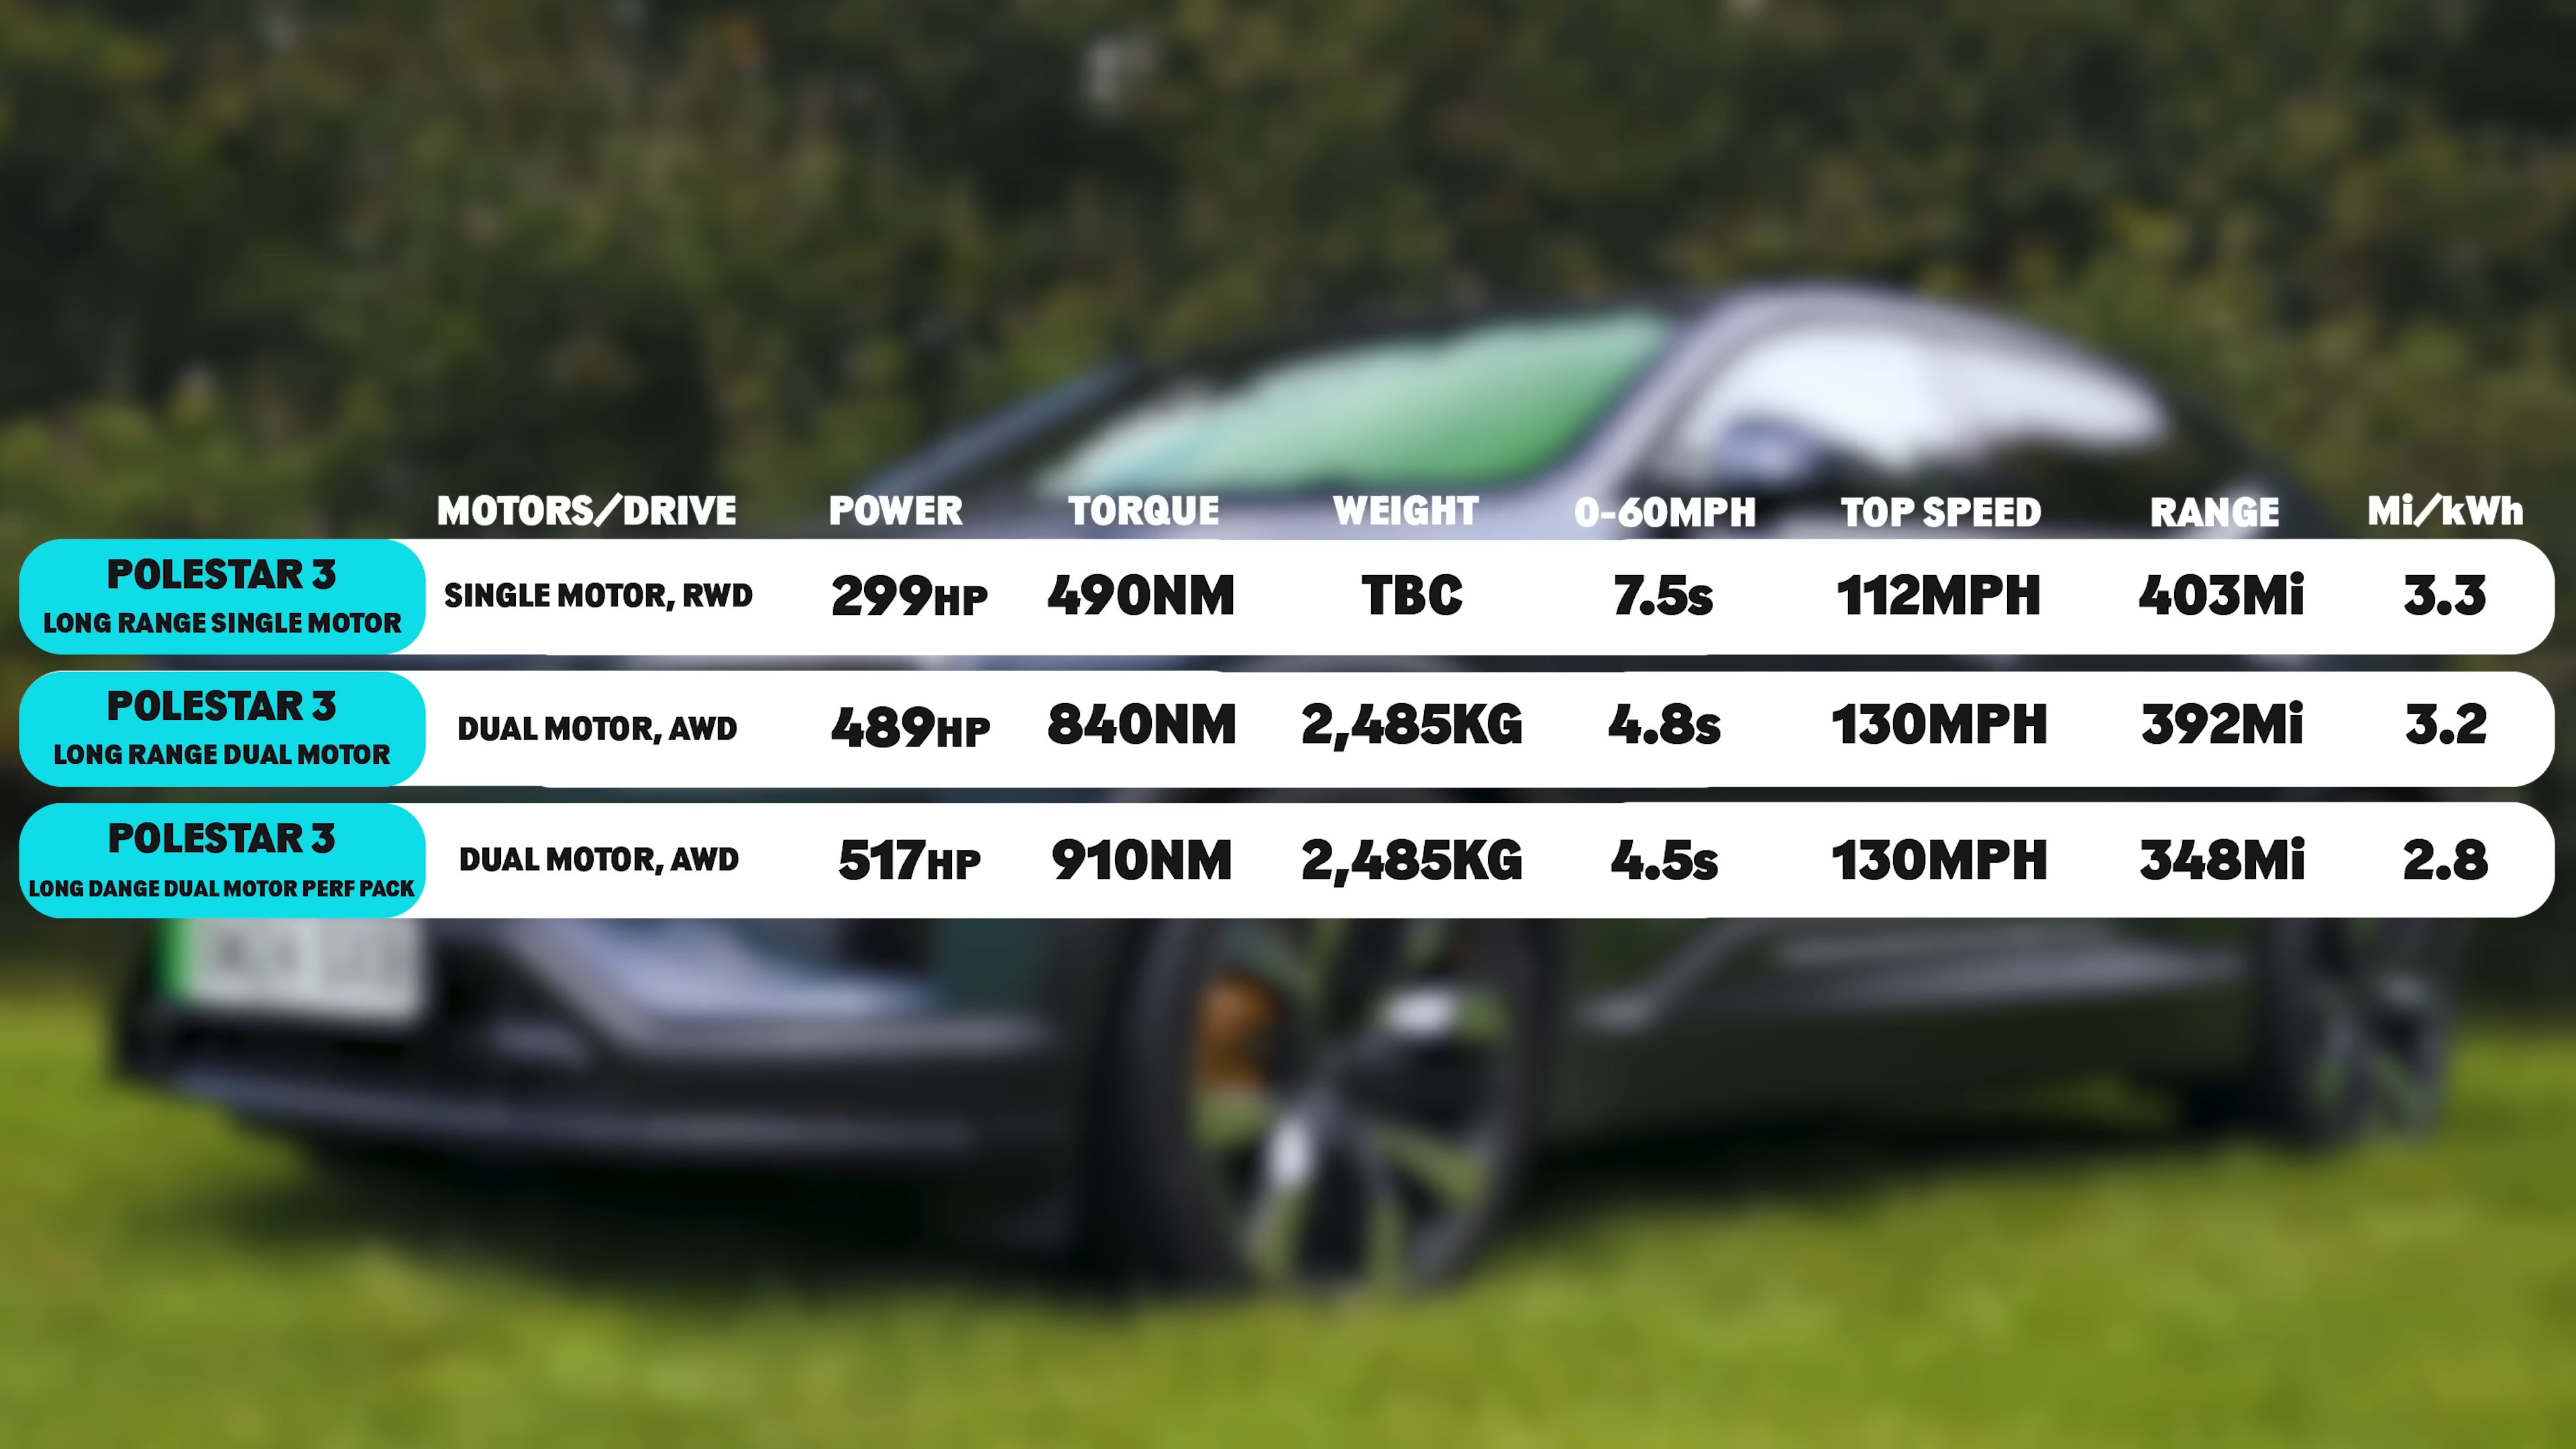 MOTORS/DRIVE POWER TORQUE WEIGHT 0-60MPH TOP SPEED RANGE Mi/kWh
POLESTAR 3
LONG RANGE SINGLE MOTOR
SINGLE MOTOR, RWD 299HP 490NM TBC 7.5s 112MPH 403Mi 3.3
POLESTAR 3
LONG RANGE DUAL MOTOR
DUAL MOTOR, AWD 489HP 840NM 2,485KG 4.8s 130MPH 392Mi 3.2
POLESTAR 3
LONG DANGE DUAL MOTOR PERF PACK
DUAL MOTOR, AWD 517HP 910NM 2,485KG 4.5s 130MPH 348Mi 2.8